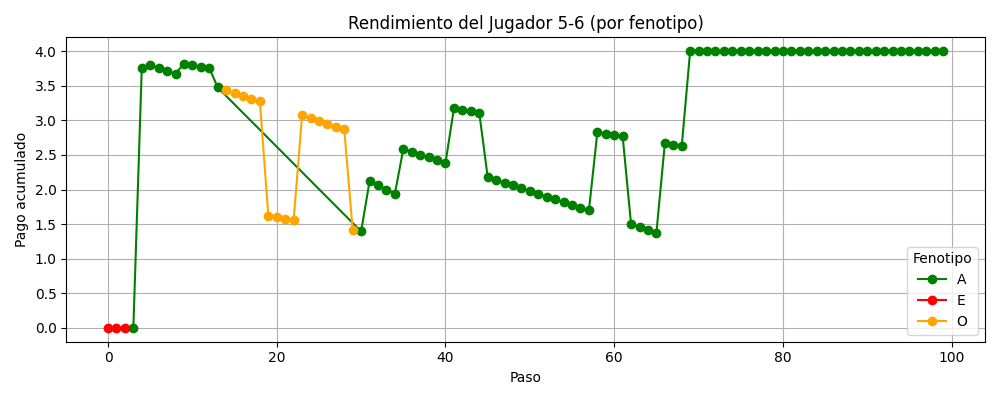 Rendimiento del Jugador 5-6 (por fenotipo)
Pago acumulado
4.0
3.5
3.0
2.5
2.0
1.5
1.0
0.5
0.0
0 20 40 60 80 100
Paso
Fenotipo
A
E
O